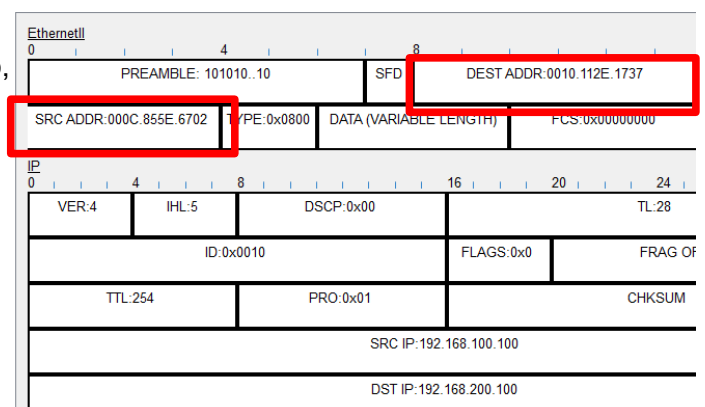 EthernetII
0 4 8
PREAMBLE: 101010..10 SFD DEST ADDR:0010.112E.1737
SRC ADDR:000C.855E.6702 TYPE:0x0800 DATA (VARIABLE LENGTH) FCS:0x00000000
IP
0 4 8 16 20 24
VER:4 IHL:5 DSCP:0x00 TL:28
ID:0x0010 FLAGS:0x0 FRAG OF
TTL:254 PRO:0x01 CHKSUM
SRC IP:192.168.100.100
DST IP:192.168.200.100